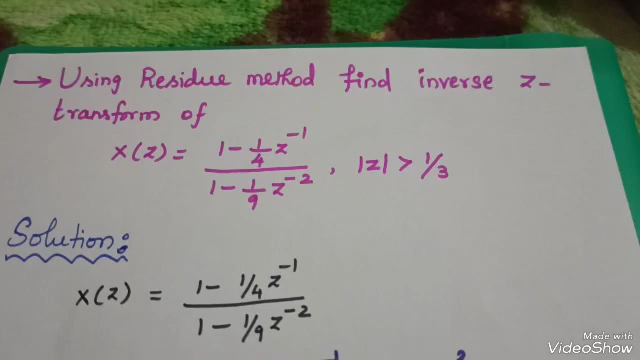 → Using Residue method find inverse z-
transform of
x(z) = (1 - 1/4 z^-1) / (1 - 1/9 z^-2) , |z| > 1/3
Solution:
x(z) = (1 - 1/4 z^-1) / (1 - 1/9 z^-2)
Made with
VideoShow